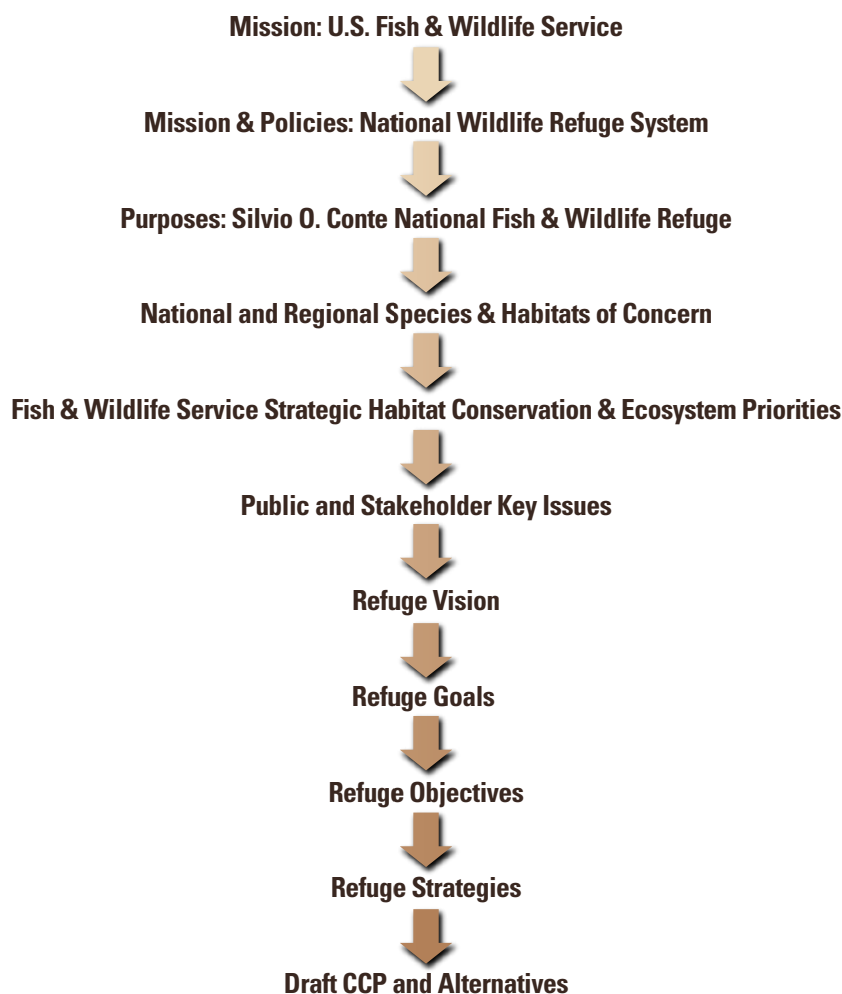 Mission: U.S. Fish & Wildlife Service
Mission & Policies: National Wildlife Refuge System
Purposes: Silvio O. Conte National Fish & Wildlife Refuge
National and Regional Species & Habitats of Concern
Fish & Wildlife Service Strategic Habitat Conservation & Ecosystem Priorities
Public and Stakeholder Key Issues
Refuge Vision
Refuge Goals
Refuge Objectives
Refuge Strategies
Draft CCP and Alternatives